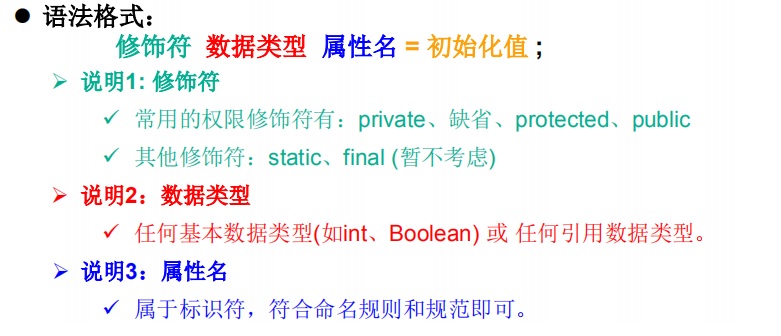 ● 语法格式：
修饰符 数据类型 属性名 = 初始化值 ;
➢ 说明1: 修饰符
✓ 常用的权限修饰符有：private、缺省、protected、public
✓ 其他修饰符：static、final (暂不考虑)
➢ 说明2：数据类型
✓ 任何基本数据类型(如int、Boolean) 或 任何引用数据类型。
➢ 说明3：属性名
✓ 属于标识符，符合命名规则和规范即可。